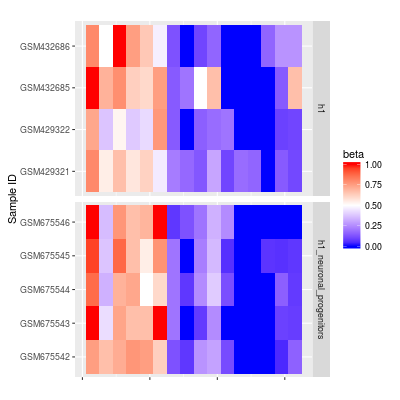 GSM432686
GSM432685
GSM429322
GSM429321
h1
GSM675546
GSM675545
GSM675544
GSM675543
GSM675542
h1_neuronal_progenitors
Sample ID
beta
1.00
0.75
0.50
0.25
0.00